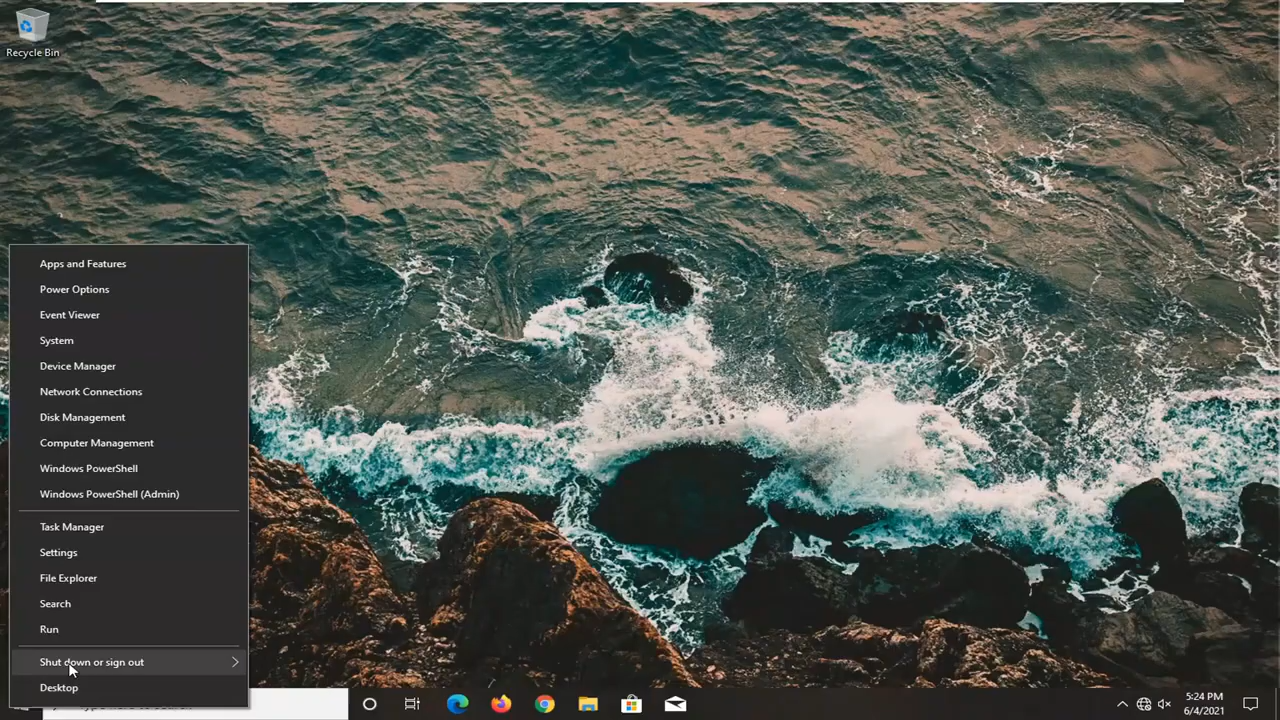 Recycle Bin
Apps and Features
Power Options
Event Viewer
System
Device Manager
Network Connections
Disk Management
Computer Management
Windows PowerShell
Windows PowerShell (Admin)
Task Manager
Settings
File Explorer
Search
Run
Shut down or sign out
Desktop
5:24 PM
6/4/2021